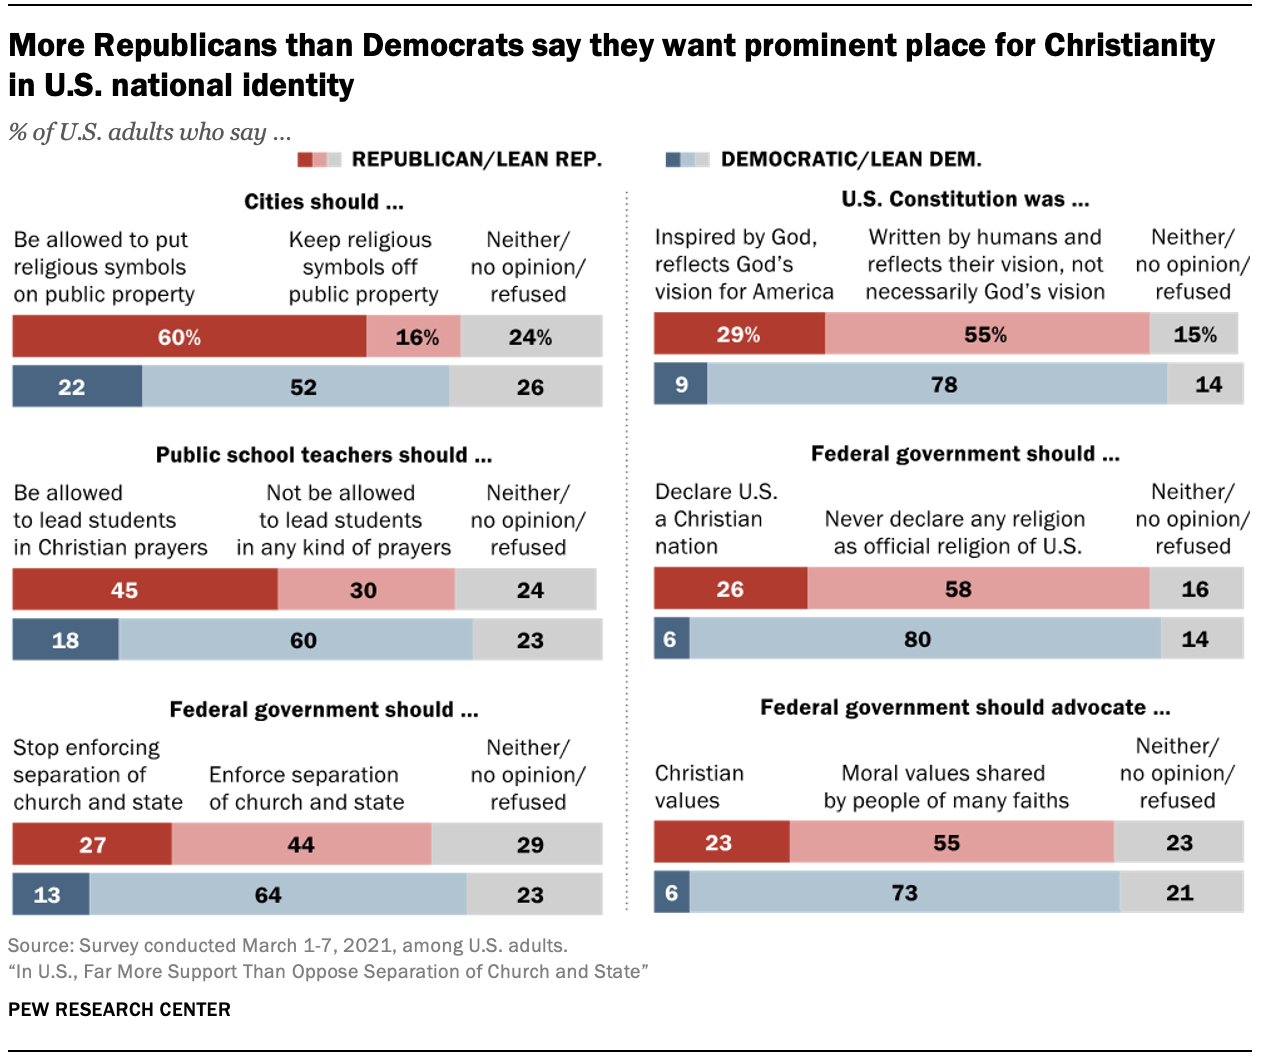 More Republicans than Democrats say they want prominent place for Christianity
in U.S. national identity
% of U.S. adults who say ...
REPUBLICAN/LEAN REP.
DEMOCRATIC/LEAN DEM.
Cities should ...
Be allowed to put
religious symbols
on public property
Keep religious
symbols off
public property
Neither/
no opinion/
refused
60% 16% 24%
22 52 26
Public school teachers should ...
Be allowed
to lead students
in Christian prayers
Not be allowed
to lead students
in any kind of prayers
Neither/
no opinion/
refused
45 30 24
18 60 23
Federal government should ...
Stop enforcing
separation of
church and state
Enforce separation
of church and state
Neither/
no opinion/
refused
27 44 29
13 64 23
U.S. Constitution was ...
Inspired by God,
reflects God's
vision for America
Written by humans and
reflects their vision, not
necessarily God's vision
Neither/
no opinion/
refused
29% 55% 15%
9 78 14
Federal government should ...
Declare U.S.
a Christian
nation
Never declare any religion
as official religion of U.S.
Neither/
no opinion/
refused
26 58 16
6 80 14
Federal government should advocate ...
Christian
values
Moral values shared
by people of many faiths
Neither/
no opinion/
refused
23 55 23
6 73 21
Source: Survey conducted March 1-7, 2021, among U.S. adults.
“In U.S., Far More Support Than Oppose Separation of Church and State”
PEW RESEARCH CENTER